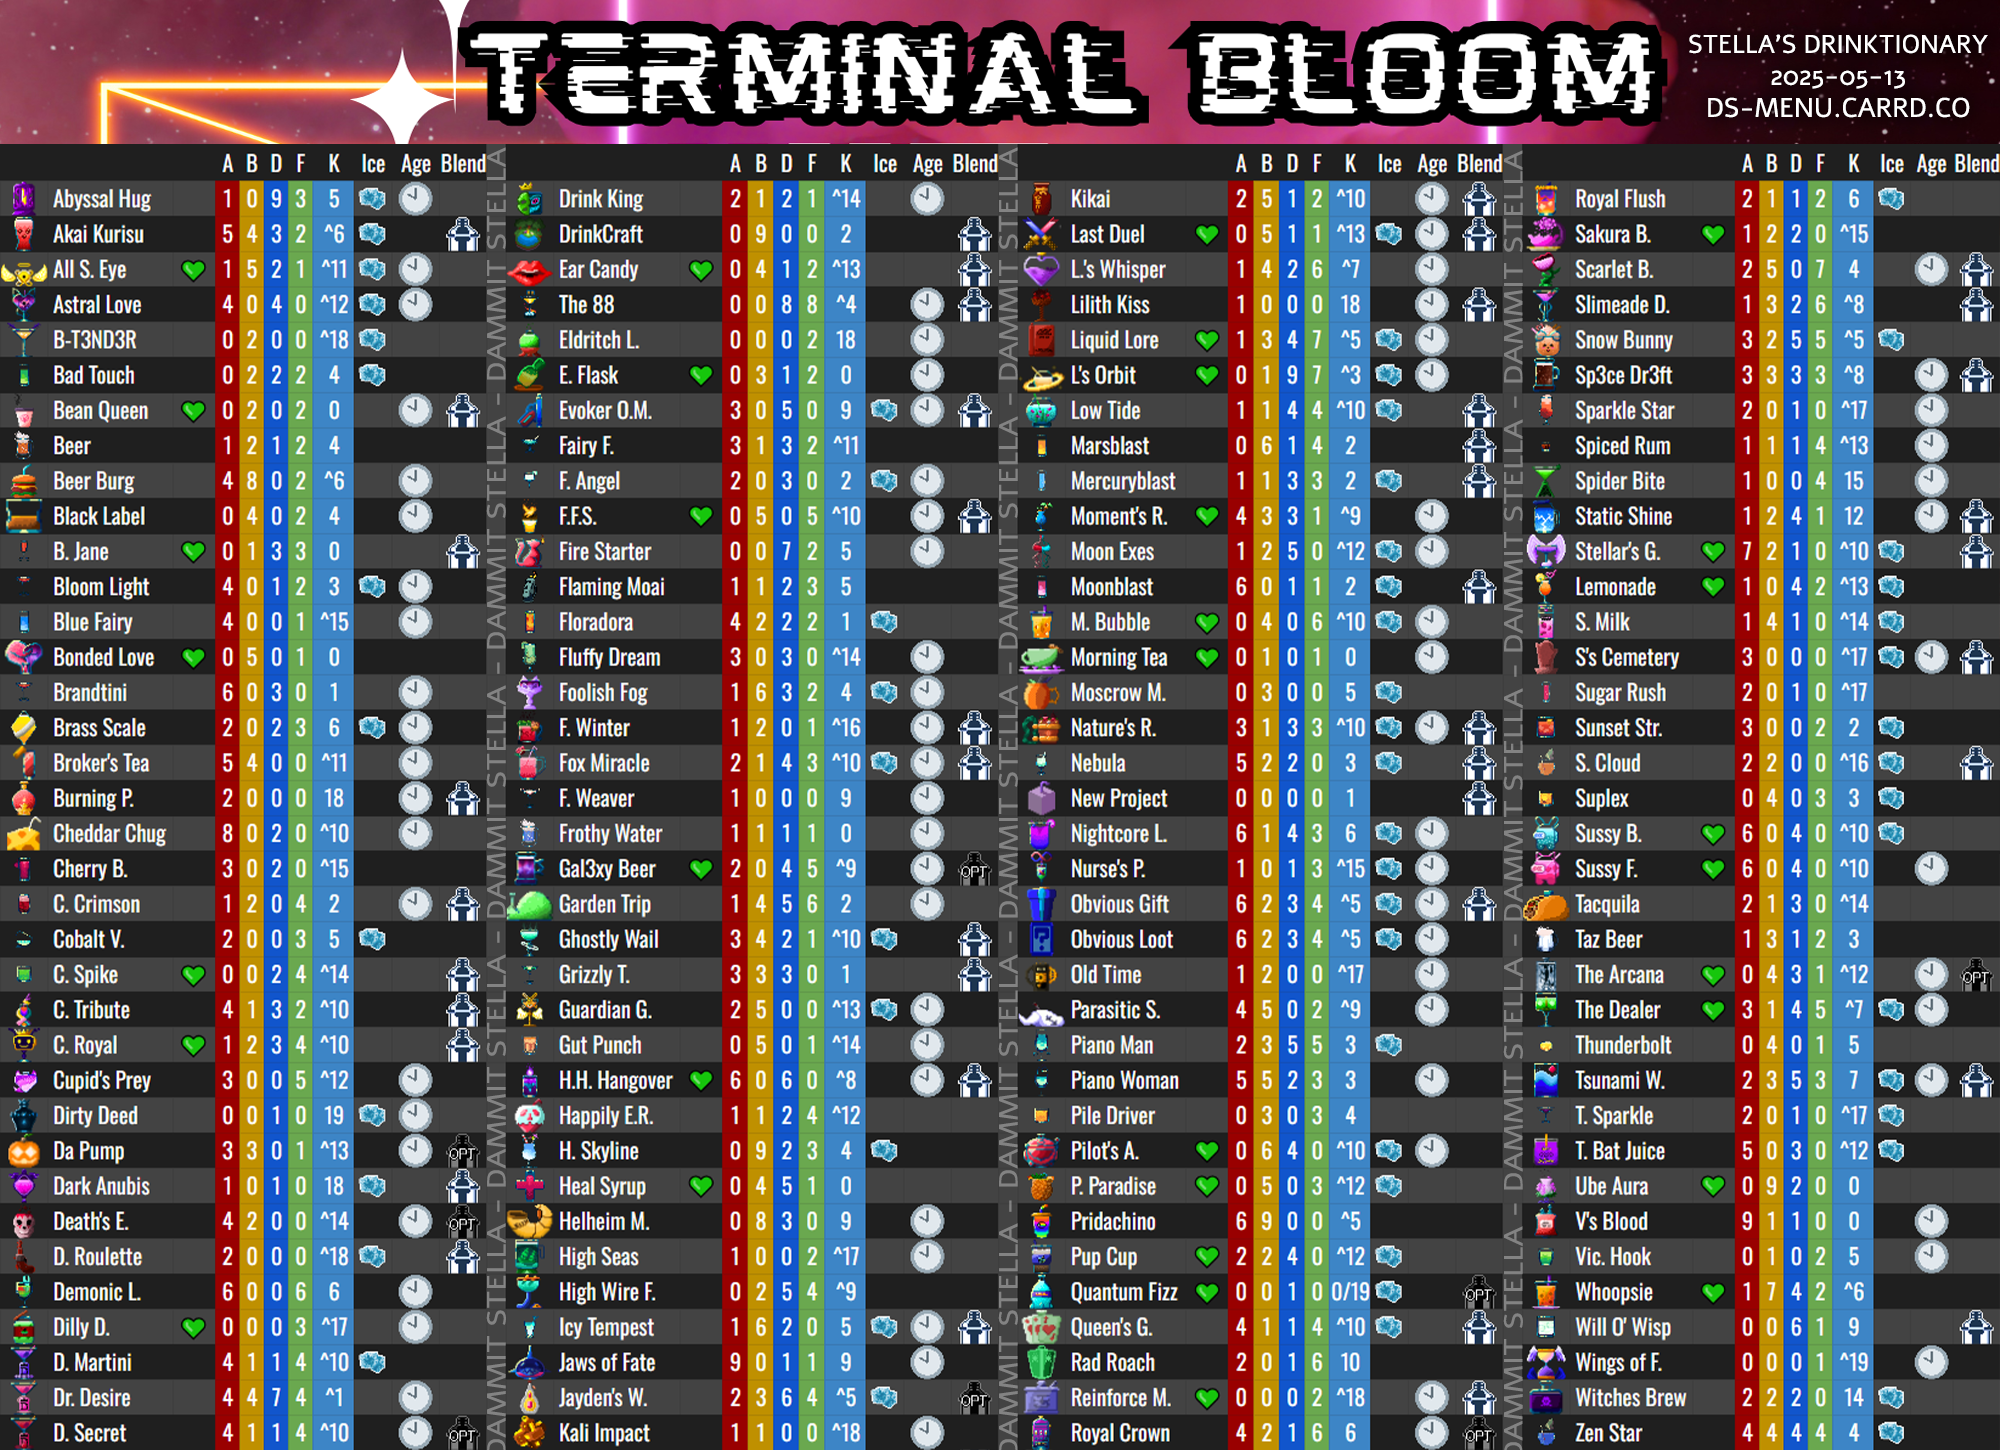 TERMINAL BLOOM
STELLA'S DRINKTIONARY
2025-05-13
DS-MENU.CARRD.CO
A B D F K Ice Age Blend
Abyssal Hug 1 0 9 3 5
Akai Kurisu 5 4 3 2 ^6
All S. Eye 1 5 2 1 ^11
Astral Love 4 0 4 0 ^12
B-T3ND3R 0 2 0 0 ^18
Bad Touch 0 2 2 2 4
Bean Queen 0 2 0 2 0
Beer 1 2 1 2 4
Beer Burg 4 8 0 2 ^6
Black Label 0 4 0 2 4
B. Jane 0 1 3 3 0
Bloom Light 4 0 1 2 3
Blue Fairy 4 0 0 1 ^15
Bonded Love 0 5 0 1 0
Brandtini 6 0 3 0 1
Brass Scale 2 0 2 3 6
Broker's Tea 5 4 0 0 ^11
Burning P. 2 0 0 0 18
Cheddar Chug 8 0 2 0 ^10
Cherry B. 3 0 2 0 ^15
C. Crimson 1 2 0 4 2
Cobalt V. 2 0 0 3 5
C. Spike 0 0 2 4 ^14
C. Tribute 4 1 3 2 ^10
C. Royal 1 2 3 4 ^10
Cupid's Prey 3 0 0 5 ^12
Dirty Deed 0 0 1 0 19
Da Pump 3 3 0 1 ^13 OPT
Dark Anubis 1 0 1 0 18
Death's E. 4 2 0 0 ^14 OPT
D. Roulette 2 0 0 0 ^18
Demonic L. 6 0 0 6 6
Dilly D. 0 0 0 3 ^17
D. Martini 4 1 1 4 ^10
Dr. Desire 4 4 7 4 ^1
D. Secret 4 1 1 4 ^10 OPT
DAMMIT STELLA - DAMMIT STELLA - DAMMIT STELLA - DAMMIT STELLA - DAMMIT STELLA
A B D F K Ice Age Blend
Drink King 2 1 2 1 ^14
DrinkCraft 0 9 0 0 2
Ear Candy 0 4 1 2 ^13
The 88 0 0 8 8 ^4
Eldritch L. 0 0 0 2 18
E. Flask 0 3 1 2 0
Evoker O.M. 3 0 5 0 9
Fairy F. 3 1 3 2 ^11
F. Angel 2 0 3 0 2
F.F.S. 0 5 0 5 ^10
Fire Starter 0 0 7 2 5
Flaming Moai 1 1 2 3 5
Floradora 4 2 2 2 1
Fluffy Dream 3 0 3 0 ^14
Foolish Fog 1 6 3 2 4
F. Winter 1 2 0 1 ^16
Fox Miracle 2 1 4 3 ^10
F. Weaver 1 0 0 0 9
Frothy Water 1 1 1 1 0
Gal3xy Beer 2 0 4 5 ^9 OPT
Garden Trip 1 4 5 6 2
Ghostly Wail 3 4 2 1 ^10
Grizzly T. 3 3 3 0 1
Guardian G. 2 5 0 0 ^13
Gut Punch 0 5 0 1 ^14
H.H. Hangover 6 0 6 0 ^8
Happily E.R. 1 1 2 4 ^12
H. Skyline 0 9 2 3 4
Heal Syrup 0 4 5 1 0
Helheim M. 0 8 3 0 9
High Seas 1 0 0 2 ^17
High Wire F. 0 2 5 4 ^9
Icy Tempest 1 6 2 0 5
Jaws of Fate 9 0 1 1 9
Jayden's W. 2 3 6 4 ^5 OPT
Kali Impact 1 1 0 0 ^18
DAMMIT STELLA - DAMMIT STELLA - DAMMIT STELLA - DAMMIT STELLA - DAMMIT STELLA
A B D F K Ice Age Blend
Kikai 2 5 1 2 ^10
Last Duel 0 5 1 1 ^13
L.'s Whisper 1 4 2 6 ^7
Lilith Kiss 1 0 0 0 18
Liquid Lore 1 3 4 7 ^5
L's Orbit 0 1 9 7 ^3
Low Tide 1 1 4 4 ^10
Marsblast 0 6 1 4 2
Mercuryblast 1 1 3 3 2
Moment's R. 4 3 3 1 ^9
Moon Exes 1 2 5 0 ^12
Moonblast 6 0 1 1 2
M. Bubble 0 4 0 6 ^10
Morning Tea 0 1 0 1 0
Moscrow M. 0 3 0 0 5
Nature's R. 3 1 3 3 ^10
Nebula 5 2 2 0 3
New Project 0 0 0 0 1
Nightcore L. 6 1 4 3 6
Nurse's P. 1 0 1 3 ^15
Obvious Gift 6 2 3 4 ^5
Obvious Loot 6 2 3 4 ^5
Old Time 1 2 0 0 ^17
Parasitic S. 4 5 0 2 ^9
Piano Man 2 3 5 5 3
Piano Woman 5 5 2 3 3
Pile Driver 0 3 0 3 4
Pilot's A. 0 6 4 0 ^10
P. Paradise 0 5 0 3 ^12
Pridachino 6 9 0 0 ^5
Pup Cup 2 2 4 0 ^12
Quantum Fizz 0 0 1 0 0/19 OPT
Queen's G. 4 1 1 4 ^10
Rad Roach 2 0 1 6 10
Reinforce M. 0 0 0 2 ^18
Royal Crown 4 2 1 6 6 OPT
DAMMIT STELLA - DAMMIT STELLA - DAMMIT STELLA - DAMMIT STELLA - DAMMIT STELLA
A B D F K Ice Age Blend
Royal Flush 2 1 1 2 6
Sakura B. 1 2 2 0 ^15
Scarlet B. 2 5 0 7 4
Slimeade D. 1 3 2 6 ^8
Snow Bunny 3 2 5 5 ^5
Sp3ce Dr3ft 3 3 3 3 ^8
Sparkle Star 2 0 1 0 ^17
Spiced Rum 1 1 1 4 ^13
Spider Bite 1 0 0 4 15
Static Shine 1 2 4 1 12
Stellar's G. 7 2 1 0 ^10
Lemonade 1 0 4 2 ^13
S. Milk 1 4 1 0 ^14
S's Cemetery 3 0 0 0 ^17
Sugar Rush 2 0 1 0 ^17
Sunset Str. 3 0 0 2 2
S. Cloud 2 2 0 0 ^16
Suplex 0 4 0 3 3
Sussy B. 6 0 4 0 ^10
Sussy F. 6 0 4 0 ^10
Tacquila 2 1 3 0 ^14
Taz Beer 1 3 1 2 3
The Arcana 0 4 3 1 ^12 OPT
The Dealer 3 1 4 5 ^7
Thunderbolt 0 4 0 1 5
Tsunami W. 2 3 5 3 7
T. Sparkle 2 0 1 0 ^17
T. Bat Juice 5 0 3 0 ^12
Ube Aura 0 9 2 0 0
V's Blood 9 1 1 0 0
Vic. Hook 0 1 0 2 5
Whoopsie 1 7 4 2 ^6
Will O' Wisp 0 0 6 1 9
Wings of F. 0 0 0 1 ^19
Witches Brew 2 2 2 0 14
Zen Star 4 4 4 4 4